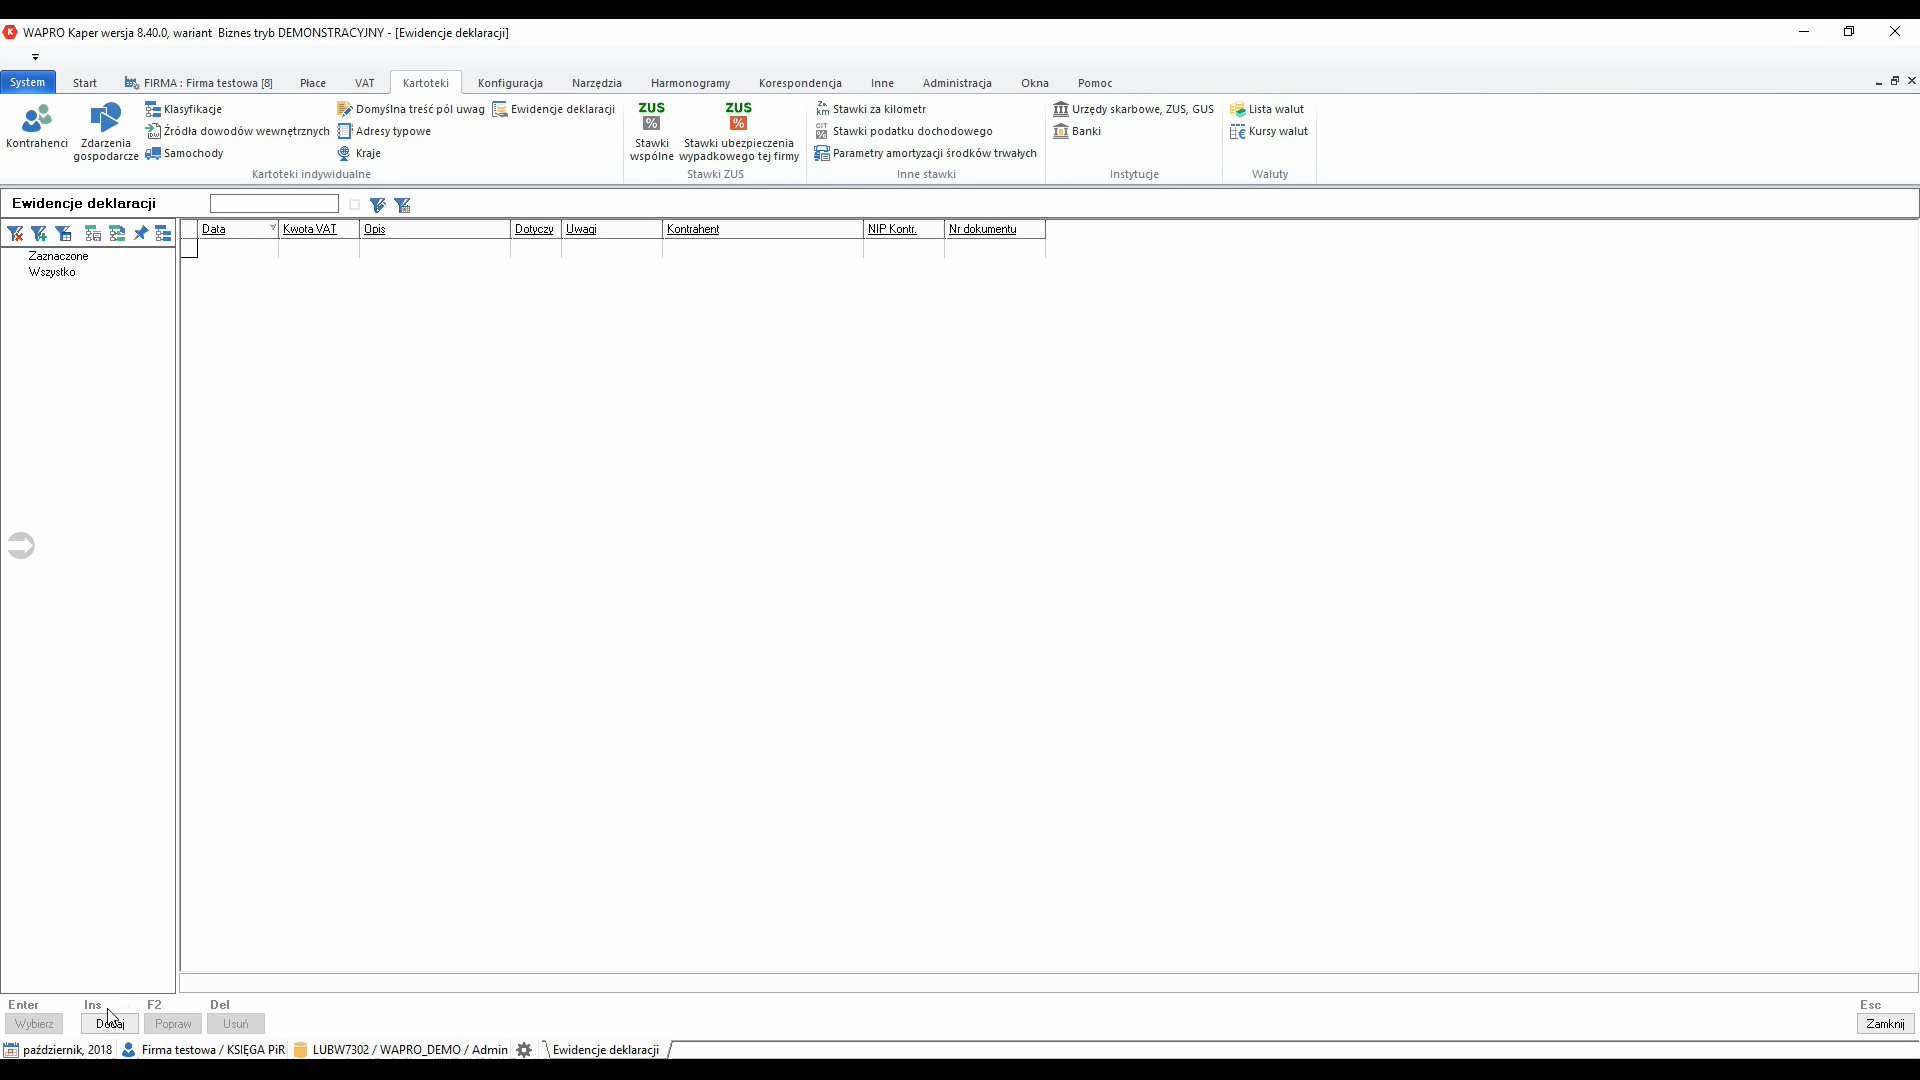 WAPRO Kaper wersja 8.40.0, wariant Biznes tryb DEMONSTRACYJNY - [Ewidencje deklaracji]
System Start FIRMA : Firma testowa [8] Płace VAT Kartoteki Konfiguracja Narzędzia Harmonogramy Korespondencja Inne Administracja Okna Pomoc
Kontrahenci
Zdarzenia
gospodarcze
Klasyfikacje
Źródła dowodów wewnętrznych
Samochody
Domyślna treść pól uwag
Adresy typowe
Kraje
Ewidencje deklaracji
Kartoteki indywidualne
ZUS
%
Stawki
wspólne
ZUS
%
Stawki ubezpieczenia
wypadkowego tej firmy
Stawki ZUS
Stawki za kilometr
Stawki podatku dochodowego
Parametry amortyzacji środków trwałych
Inne stawki
Urzędy skarbowe, ZUS, GUS
Banki
Instytucje
Lista walut
Kursy walut
Waluty
Ewidencje deklaracji
Data Kwota VAT Opis Dotyczy Uwagi Kontrahent NIP Kontr. Nr dokumentu
Zaznaczone
Wszystko
Enter Ins F2 Del Esc
Wybierz Dodaj Popraw Usuń Zamknij
październik, 2018 Firma testowa / KSIĘGA PiR LUBW7302 / WAPRO_DEMO / Admin Ewidencje deklaracji